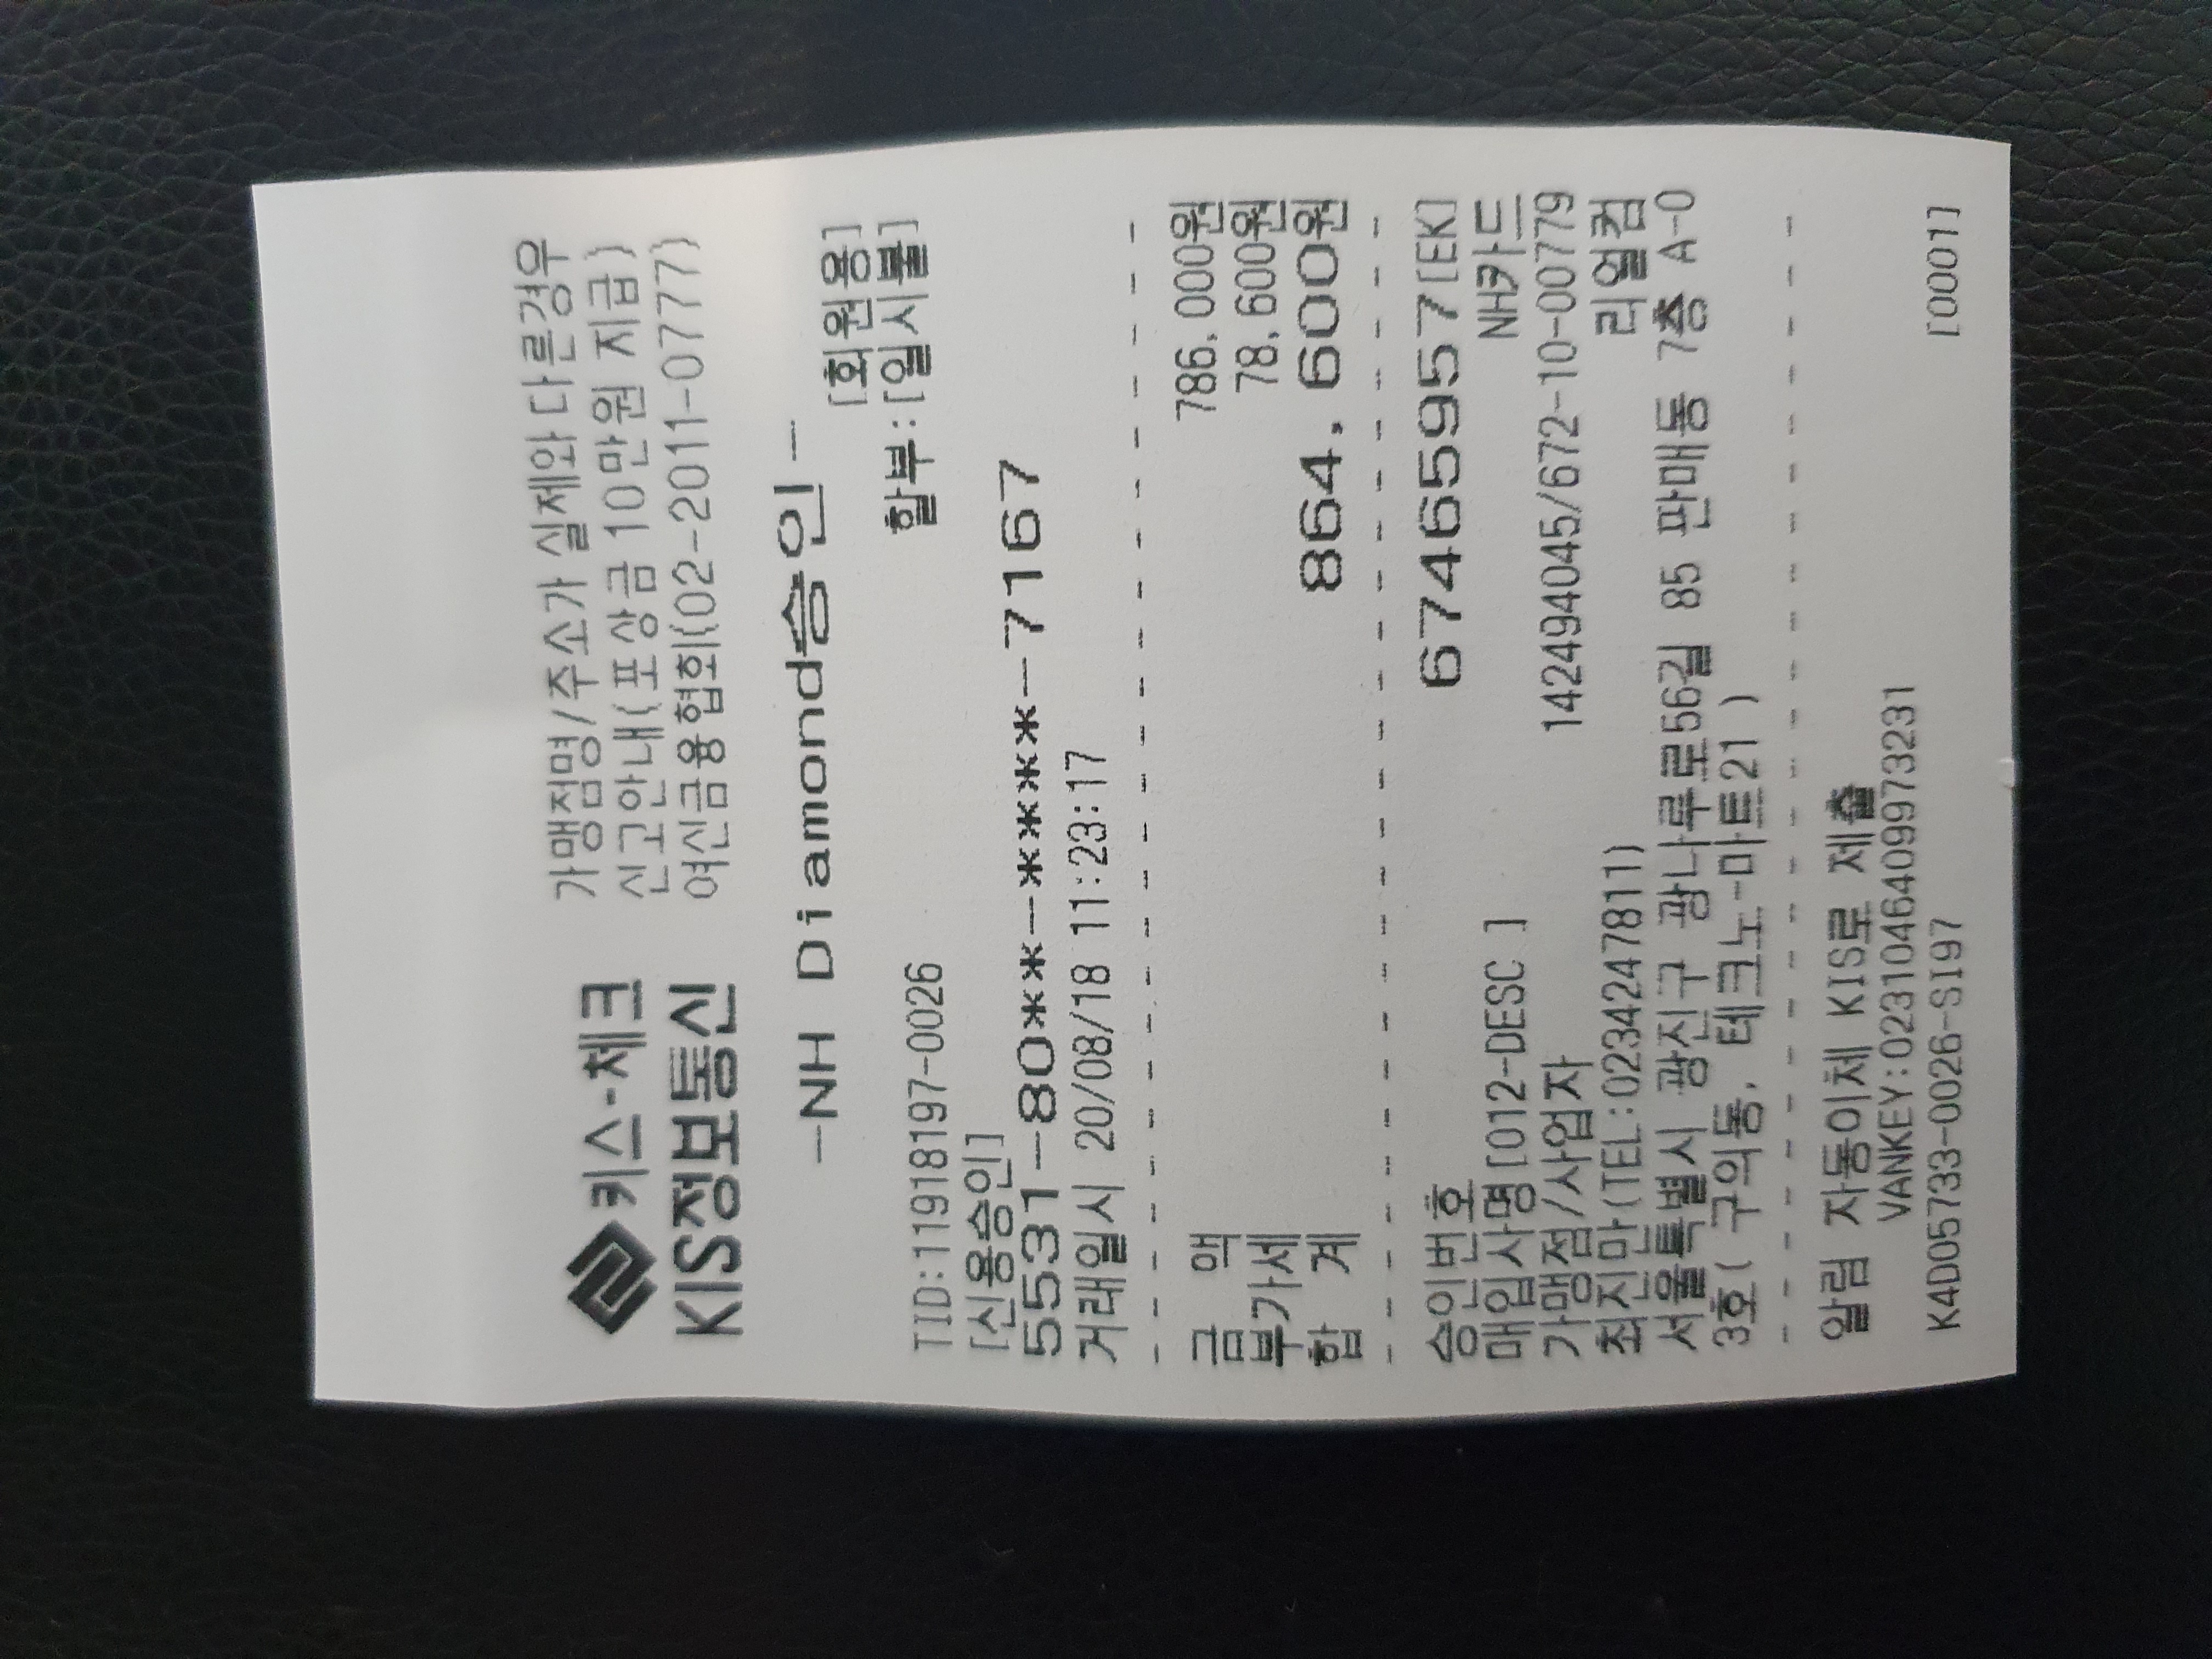 키스-체크
KIS정보통신
가맹점명/주소가 실제와 다른경우
신고안내(포상금 10만원 지급)
여신금융협회(02-2011-0777)
-NH Diamond승인-
[회원용]
TID:11918197-0026 할부:[일시불]
[신용승인]
5531-80**-****-7167
거래일시 20/08/18 11:23:17
금 액 786,000원
부가세 78,600원
합 계 864,600원
승인번호 67465957[EK]
매입사명[012-DESC ] NH카드
가맹점/사업자 142494045/672-10-00779
최진만(TEL:0234247811) 리얼컴
서울특별시 광진구 광나루로56길 85 판매동 7층 A-0
3호( 구의동, 테크노-마트21 )
알림 자동이체 KIS로 제출
VANKEY:0231046409973231
K4D05733-0026-SI97 [0001]